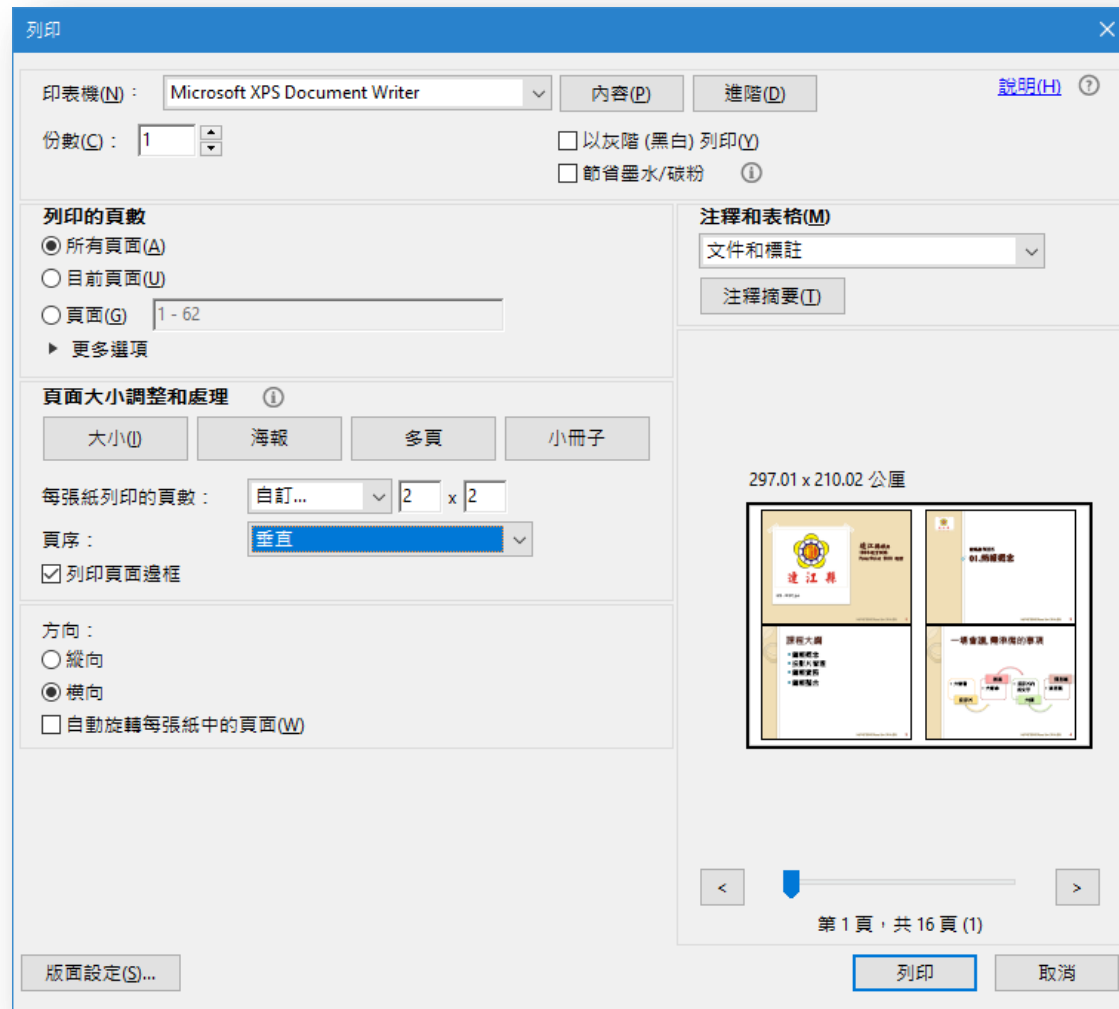 列印
印表機(N)： Microsoft XPS Document Writer 內容(P) 進階(D) 說明(H)
份數(C)： 1 以灰階 (黑白) 列印(Y)
節省墨水/碳粉
列印的頁數
所有頁面(A)
目前頁面(U)
頁面(G) 1 - 62
更多選項
注釋和表格(M)
文件和標註
注釋摘要(T)
頁面大小調整和處理
大小(I) 海報 多頁 小冊子
每張紙列印的頁數： 自訂... 2 x 2
頁序： 垂直
列印頁面邊框
方向：
縱向
橫向
自動旋轉每張紙中的頁面(W)
297.01 x 210.02 公厘
連江縣
01.簡報概念
課程大綱
一場會議,需準備的事項
< >
第 1 頁，共 16 頁 (1)
版面設定(S)... 列印 取消